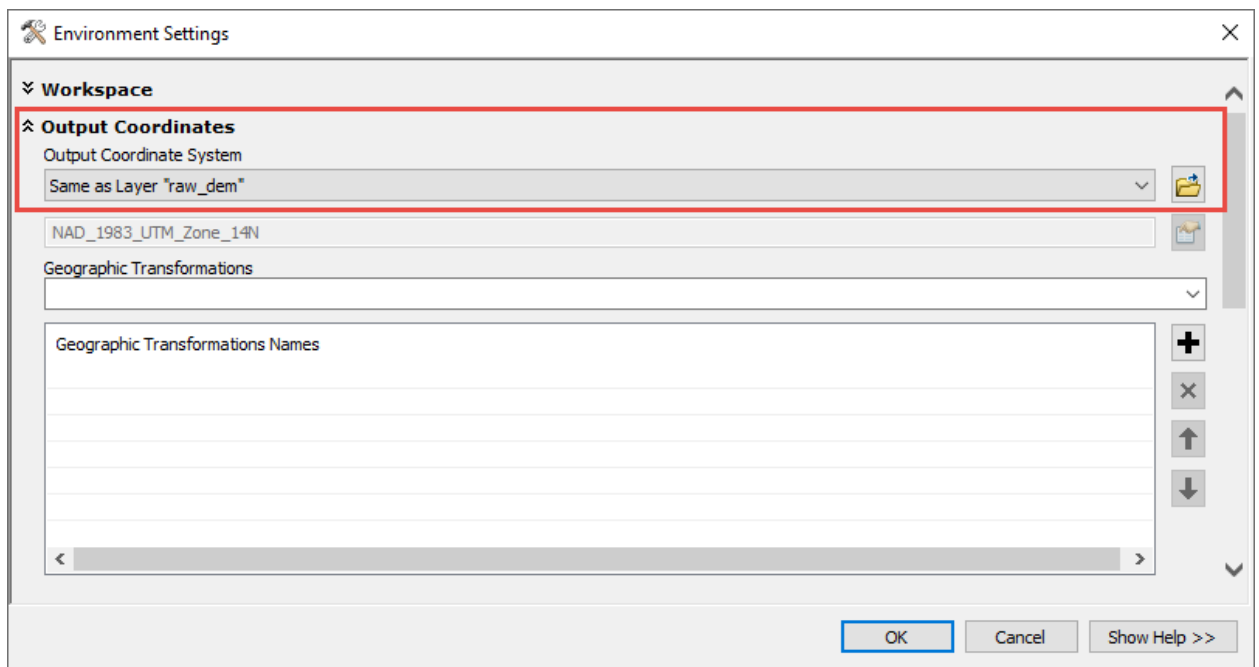 Environment Settings
Workspace
Output Coordinates
Output Coordinate System
Same as Layer "raw_dem"
NAD_1983_UTM_Zone_14N
Geographic Transformations
Geographic Transformations Names
OK Cancel Show Help >>